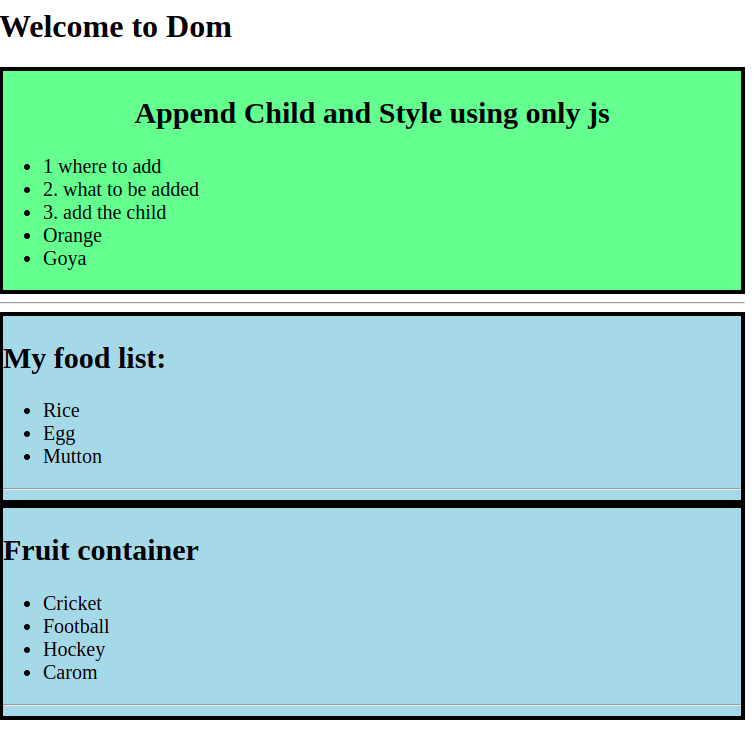 Welcome to Dom
Append Child and Style using only js
1 where to add
2. what to be added
3. add the child
Orange
Goya
My food list:
Rice
Egg
Mutton
Fruit container
Cricket
Football
Hockey
Carom